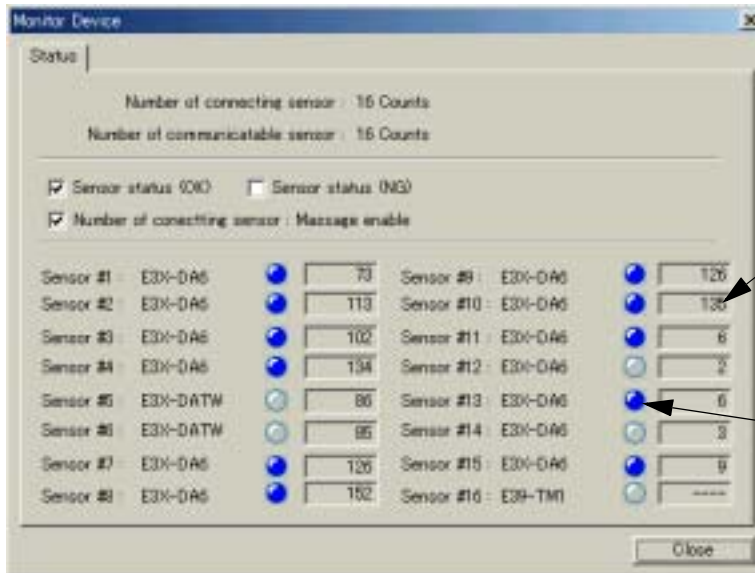 Monitor Device
Status
Number of connecting sensor : 16 Counts
Number of communicatable sensor : 16 Counts
Sensor status (OK) Sensor status (NG)
Number of conectting sensor : Massage enable
Sensor #1 : E3X-DA6 73 Sensor #9 : E3X-DA6 126
Sensor #2 : E3X-DA6 113 Sensor #10 : E3X-DA6 135
Sensor #3 : E3X-DA6 102 Sensor #11 : E3X-DA6 6
Sensor #4 : E3X-DA6 134 Sensor #12 : E3X-DA6 2
Sensor #5 : E3X-DATW 86 Sensor #13 : E3X-DA6 6
Sensor #6 : E3X-DATW 85 Sensor #14 : E3X-DA6 3
Sensor #7 : E3X-DA6 126 Sensor #15 : E3X-DA6 9
Sensor #8 : E3X-DA6 152 Sensor #16 : E39-TM1 ----
Close